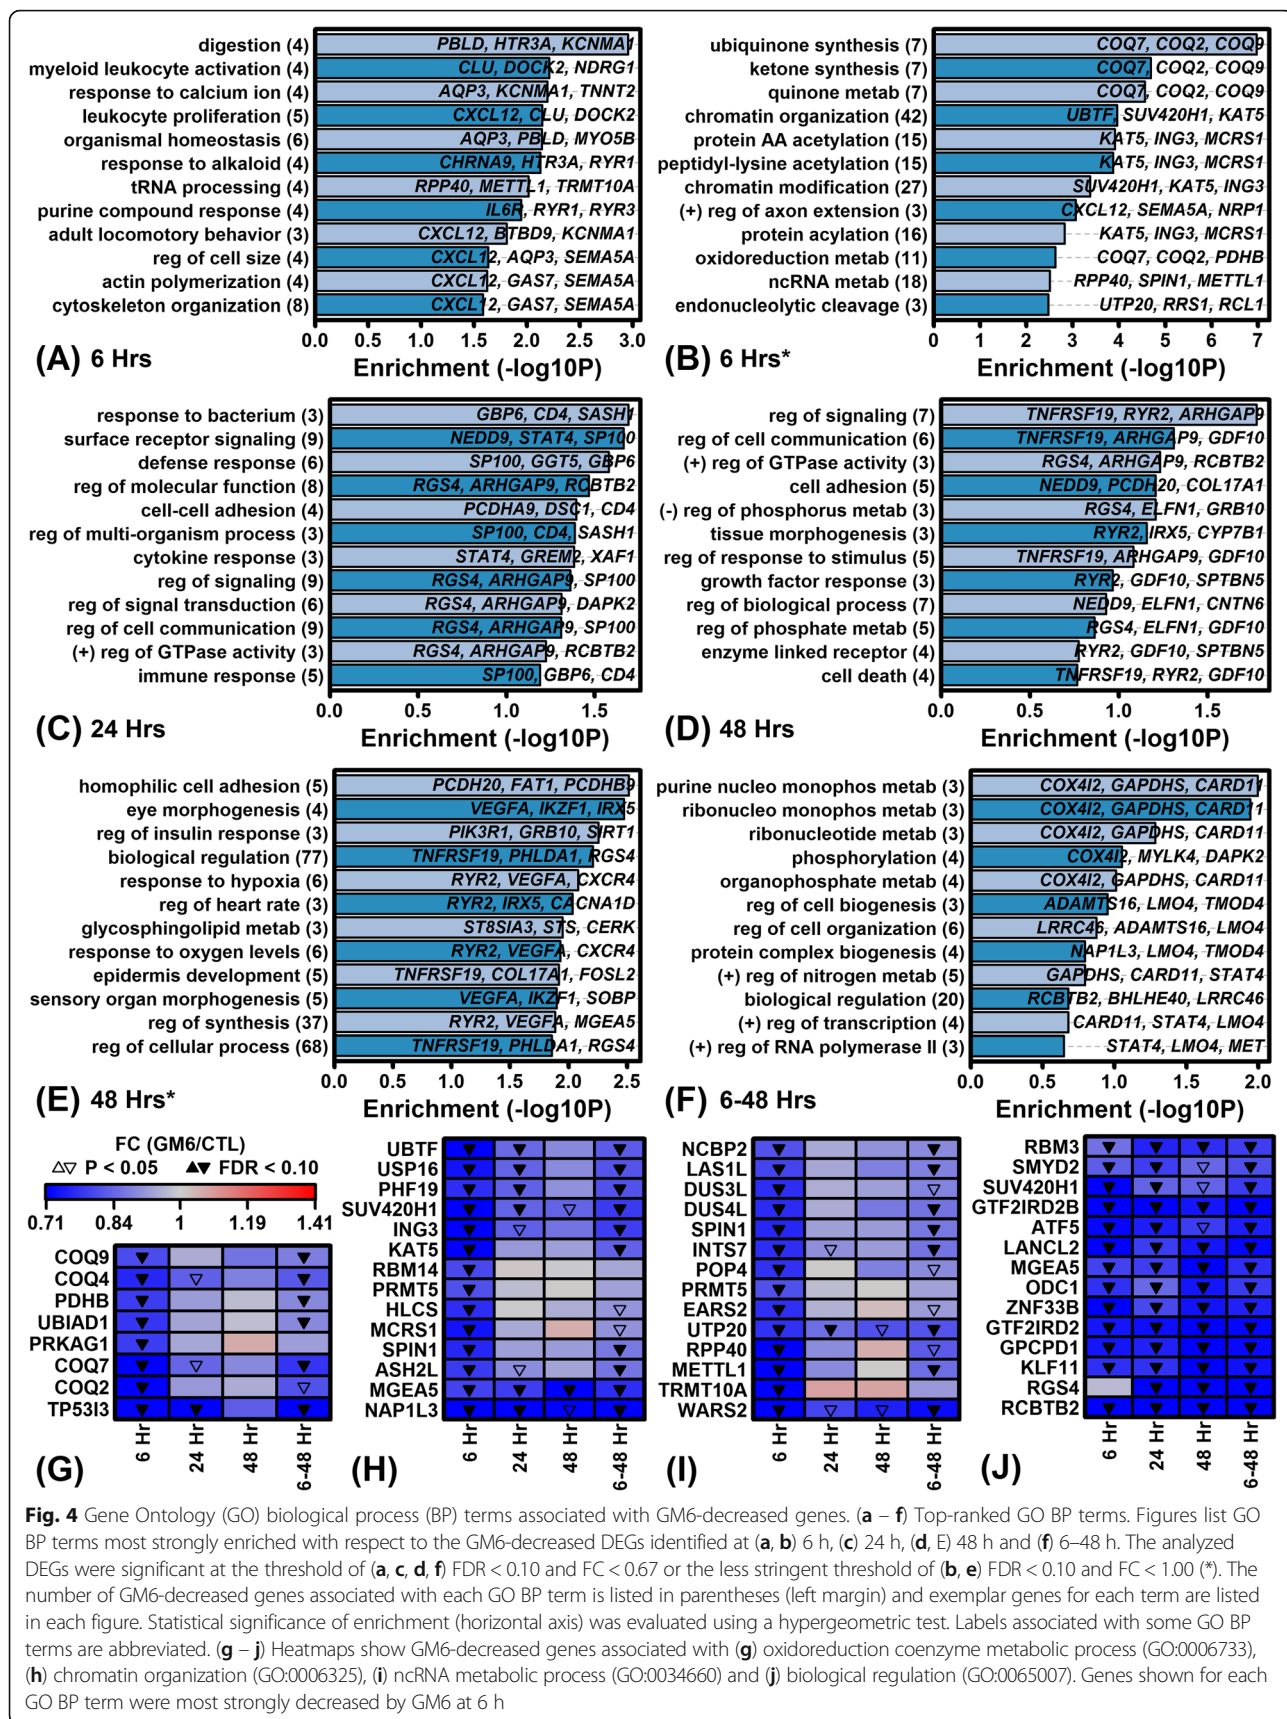 digestion (4) PBLD, HTR3A, KCNMA1
myeloid leukocyte activation (4) CLU, DOCK2, NDRG1
response to calcium ion (4) AQP3, KCNMA1, TNNT2
leukocyte proliferation (5) CXCL12, CLU, DOCK2
organismal homeostasis (6) AQP3, PBLD, MYO5B
response to alkaloid (4) CHRNA9, HTR3A, RYR1
tRNA processing (4) RPP40, METTL1, TRMT10A
purine compound response (4) IL6R, RYR1, RYR3
adult locomotory behavior (3) CXCL12, BTBD9, KCNMA1
reg of cell size (4) CXCL12, AQP3, SEMA5A
actin polymerization (4) CXCL12, GAS7, SEMA5A
cytoskeleton organization (8) CXCL12, GAS7, SEMA5A
0.0 0.5 1.0 1.5 2.0 2.5 3.0
(A) 6 Hrs Enrichment (-log10P)
ubiquinone synthesis (7) COQ7, COQ2, COQ9
ketone synthesis (7) COQ7, COQ2, COQ9
quinone metab (7) COQ7, COQ2, COQ9
chromatin organization (42) UBTF, SUV420H1, KAT5
protein AA acetylation (15) KAT5, ING3, MCRS1
peptidyl-lysine acetylation (15) KAT5, ING3, MCRS1
chromatin modification (27) SUV420H1, KAT5, ING3
(+) reg of axon extension (3) CXCL12, SEMA5A, NRP1
protein acylation (16) KAT5, ING3, MCRS1
oxidoreduction metab (11) COQ7, COQ2, PDHB
ncRNA metab (18) RPP40, SPIN1, METTL1
endonucleolytic cleavage (3) UTP20, RRS1, RCL1
0 1 2 3 4 5 6 7
(B) 6 Hrs* Enrichment (-log10P)
response to bacterium (3) GBP6, CD4, SASH1
surface receptor signaling (9) NEDD9, STAT4, SP100
defense response (6) SP100, GGT5, GBP6
reg of molecular function (8) RGS4, ARHGAP9, RCBTB2
cell-cell adhesion (4) PCDHA9, DSC1, CD4
reg of multi-organism process (3) SP100, CD4, SASH1
cytokine response (3) STAT4, GREM2, XAF1
reg of signaling (9) RGS4, ARHGAP9, SP100
reg of signal transduction (6) RGS4, ARHGAP9, DAPK2
reg of cell communication (9) RGS4, ARHGAP9, SP100
(+) reg of GTPase activity (3) RGS4, ARHGAP9, RCBTB2
immune response (5) SP100, GBP6, CD4
0.0 0.5 1.0 1.5
(C) 24 Hrs Enrichment (-log10P)
reg of signaling (7) TNFRSF19, RYR2, ARHGAP9
reg of cell communication (6) TNFRSF19, ARHGAP9, GDF10
(+) reg of GTPase activity (3) RGS4, ARHGAP9, RCBTB2
cell adhesion (5) NEDD9, PCDH20, COL17A1
(-) reg of phosphorus metab (3) RGS4, ELFN1, GRB10
tissue morphogenesis (3) RYR2, IRX5, CYP7B1
reg of response to stimulus (5) TNFRSF19, ARHGAP9, GDF10
growth factor response (3) RYR2, GDF10, SPTBN5
reg of biological process (7) NEDD9, ELFN1, CNTN6
reg of phosphate metab (5) RGS4, ELFN1, GDF10
enzyme linked receptor (4) RYR2, GDF10, SPTBN5
cell death (4) TNFRSF19, RYR2, GDF10
0.0 0.5 1.0 1.5
(D) 48 Hrs Enrichment (-log10P)
homophilic cell adhesion (5) PCDH20, FAT1, PCDHB9
eye morphogenesis (4) VEGFA, IKZF1, IRX5
reg of insulin response (3) PIK3R1, GRB10, SIRT1
biological regulation (77) TNFRSF19, PHLDA1, RGS4
response to hypoxia (6) RYR2, VEGFA, CXCR4
reg of heart rate (3) RYR2, IRX5, CACNA1D
glycosphingolipid metab (3) ST8SIA3, STS, CERK
response to oxygen levels (6) RYR2, VEGFA, CXCR4
epidermis development (5) TNFRSF19, COL17A1, FOSL2
sensory organ morphogenesis (5) VEGFA, IKZF1, SOBP
reg of synthesis (37) RYR2, VEGFA, MGEA5
reg of cellular process (68) TNFRSF19, PHLDA1, RGS4
0.0 0.5 1.0 1.5 2.0 2.5
(E) 48 Hrs* Enrichment (-log10P)
purine nucleo monophos metab (3) COX4I2, GAPDHS, CARD11
ribonucleo monophos metab (3) COX4I2, GAPDHS, CARD11
ribonucleotide metab (3) COX4I2, GAPDHS, CARD11
phosphorylation (4) COX4I2, MYLK4, DAPK2
organophosphate metab (4) COX4I2, GAPDHS, CARD11
reg of cell biogenesis (3) ADAMTS16, LMO4, TMOD4
reg of cell organization (6) LRRC46, ADAMTS16, LMO4
protein complex biogenesis (4) NAP1L3, LMO4, TMOD4
(+) reg of nitrogen metab (5) GAPDHS, CARD11, STAT4
biological regulation (20) RCBTB2, BHLHE40, LRRC46
(+) reg of transcription (4) CARD11, STAT4, LMO4
(+) reg of RNA polymerase II (3) STAT4, LMO4, MET
0.0 0.5 1.0 1.5 2.0
(F) 6-48 Hrs Enrichment (-log10P)
FC (GM6/CTL)
△▽ P < 0.05 ▲▼ FDR < 0.10
0.71 0.84 1 1.19 1.41
COQ9
COQ4
PDHB
UBIAD1
PRKAG1
COQ7
COQ2
TP53I3
(G) 6 Hr 24 Hr 48 Hr 6-48 Hr
UBTF
USP16
PHF19
SUV420H1
ING3
KAT5
RBM14
PRMT5
HLCS
MCRS1
SPIN1
ASH2L
MGEA5
NAP1L3
(H) 6 Hr 24 Hr 48 Hr 6-48 Hr
NCBP2
LAS1L
DUS3L
DUS4L
SPIN1
INTS7
POP4
PRMT5
EARS2
UTP20
RPP40
METTL1
TRMT10A
WARS2
(I) 6 Hr 24 Hr 48 Hr 6-48 Hr
RBM3
SMYD2
SUV420H1
GTF2IRD2B
ATF5
LANCL2
MGEA5
ODC1
ZNF33B
GTF2IRD2
GPCPD1
KLF11
RGS4
RCBTB2
(J) 6 Hr 24 Hr 48 Hr 6-48 Hr
Fig. 4 Gene Ontology (GO) biological process (BP) terms associated with GM6-decreased genes. (a – f) Top-ranked GO BP terms. Figures list GO
BP terms most strongly enriched with respect to the GM6-decreased DEGs identified at (a, b) 6 h, (c) 24 h, (d, E) 48 h and (f) 6–48 h. The analyzed
DEGs were significant at the threshold of (a, c, d, f) FDR < 0.10 and FC < 0.67 or the less stringent threshold of (b, e) FDR < 0.10 and FC < 1.00 (*). The
number of GM6-decreased genes associated with each GO BP term is listed in parentheses (left margin) and exemplar genes for each term are listed
in each figure. Statistical significance of enrichment (horizontal axis) was evaluated using a hypergeometric test. Labels associated with some GO BP
terms are abbreviated. (g – j) Heatmaps show GM6-decreased genes associated with (g) oxidoreduction coenzyme metabolic process (GO:0006733),
(h) chromatin organization (GO:0006325), (i) ncRNA metabolic process (GO:0034660) and (j) biological regulation (GO:0065007). Genes shown for each
GO BP term were most strongly decreased by GM6 at 6 h